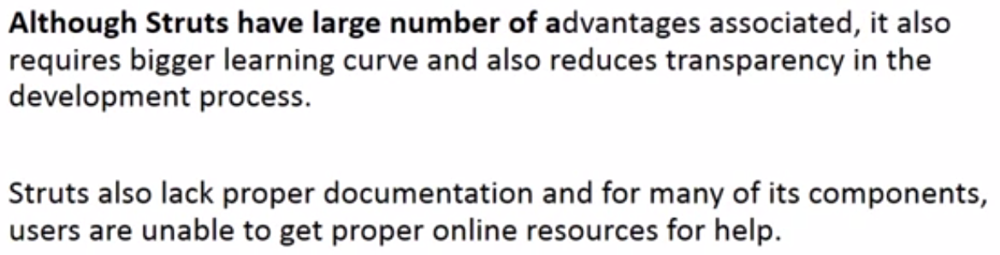 Although Struts have large number of advantages associated, it also
requires bigger learning curve and also reduces transparency in the
development process.
Struts also lack proper documentation and for many of its components,
users are unable to get proper online resources for help.